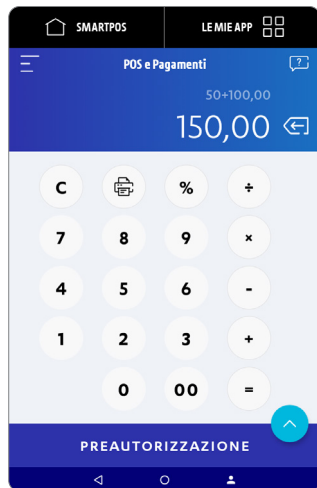 SMARTPOS LE MIE APP
POS e Pagamenti
50+100,00
150,00
C % ÷
7 8 9 ×
4 5 6 -
1 2 3 +
0 00 =
PREAUTORIZZAZIONE